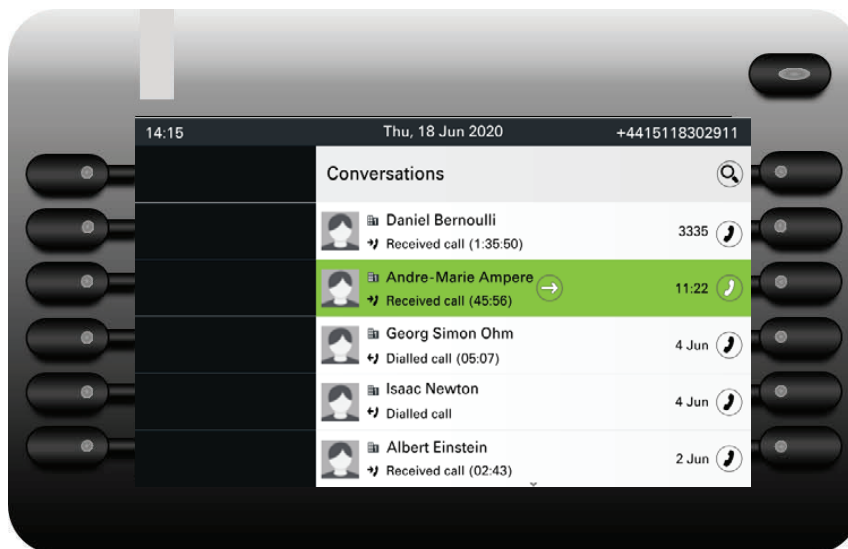 14:15 Thu, 18 Jun 2020 +4415118302911
Conversations
Daniel Bernoulli
Received call (1:35:50)
3335
Andre-Marie Ampere
Received call (45:56)
11:22
Georg Simon Ohm
Dialled call (05:07)
4 Jun
Isaac Newton
Dialled call
4 Jun
Albert Einstein
Received call (02:43)
2 Jun